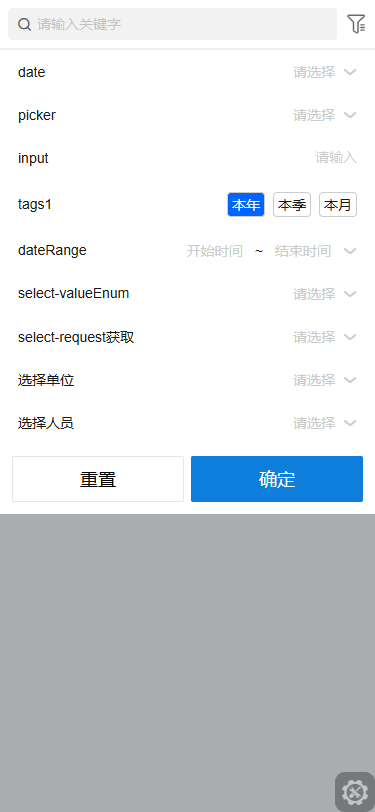 请输入关键字
date 请选择
picker 请选择
input 请输入
tags1 本年 本季 本月
dateRange 开始时间 ~ 结束时间
select-valueEnum 请选择
select-request获取 请选择
选择单位 请选择
选择人员 请选择
重置 确定